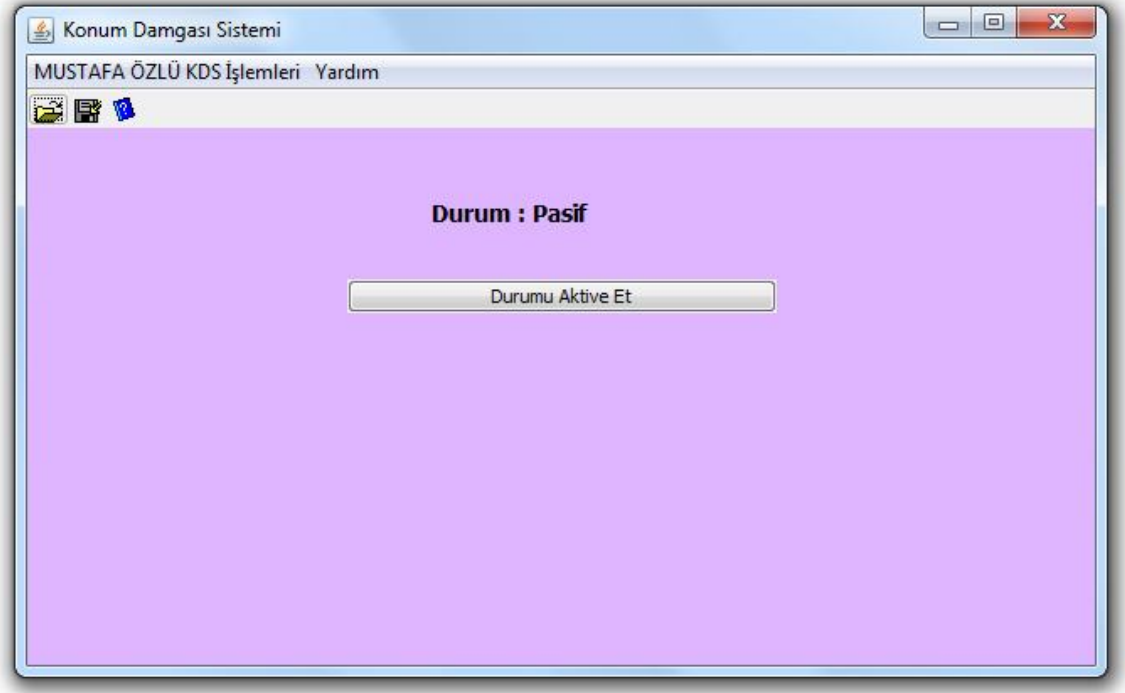 Konum Damgası Sistemi
MUSTAFA ÖZLÜ KDS İşlemleri Yardım
Durum : Pasif
Durumu Aktive Et